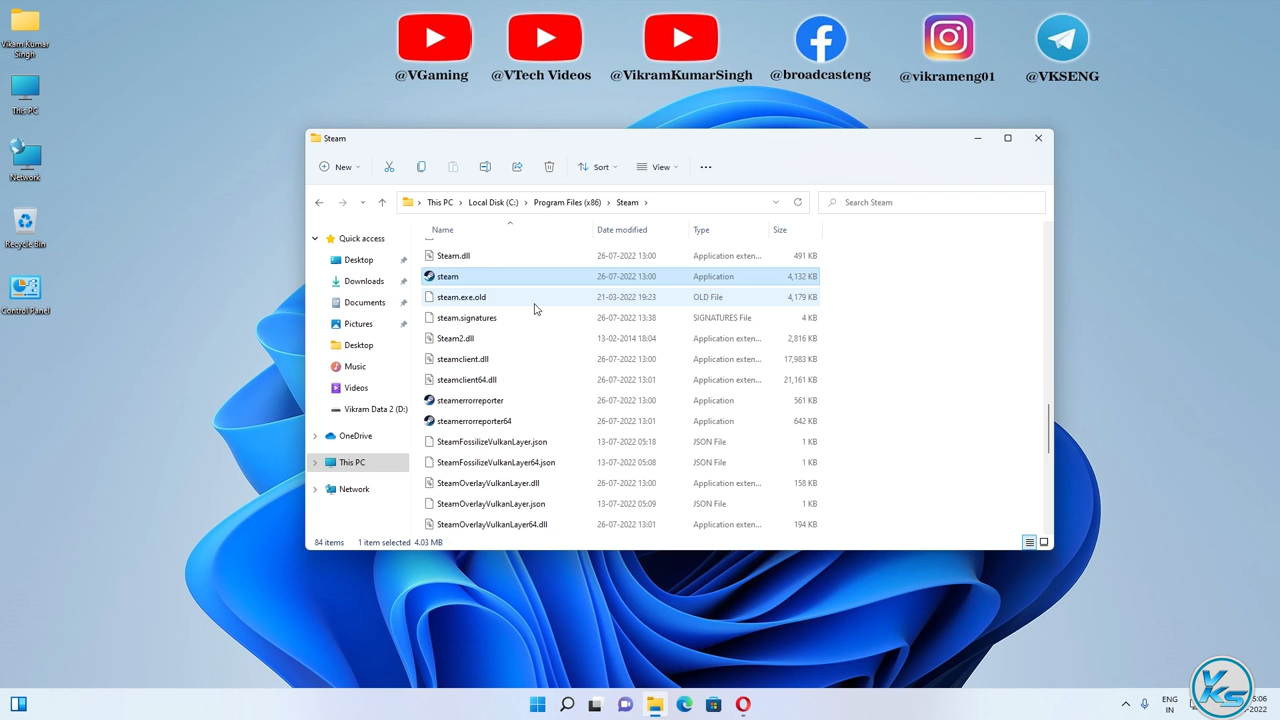 @VGaming @VTech Videos @VikramKumarSingh @broadcasteng @vikrameng01 @VKSENG
Vikam Kumar
Singh
This PC
Network
Recycle Bin
Control Panel
Steam
New Sort View
This PC Local Disk (C:) Program Files (x86) Steam Search Steam
Quick access
Desktop
Downloads
Documents
Pictures
Desktop
Music
Videos
Vikram Data 2 (D:)
OneDrive
This PC
Network
Name Date modified Type Size
Steam.dll 26-07-2022 13:00 Application exten... 491 KB
steam 26-07-2022 13:00 Application 4,132 KB
steam.exe.old 21-03-2022 19:23 OLD File 4,179 KB
steam.signatures 26-07-2022 13:38 SIGNATURES File 4 KB
Steam2.dll 13-02-2014 18:04 Application exten... 2,816 KB
steamclient.dll 26-07-2022 13:00 Application exten... 17,983 KB
steamclient64.dll 26-07-2022 13:01 Application exten... 21,161 KB
steamerrorreporter 26-07-2022 13:00 Application 561 KB
steamerrorreporter64 26-07-2022 13:01 Application 642 KB
SteamFossilizeVulkanLayer.json 13-07-2022 05:18 JSON File 1 KB
SteamFossilizeVulkanLayer64.json 13-07-2022 05:08 JSON File 1 KB
SteamOverlayVulkanLayer.dll 26-07-2022 13:00 Application exten... 158 KB
SteamOverlayVulkanLayer.json 13-07-2022 05:09 JSON File 1 KB
SteamOverlayVulkanLayer64.dll 26-07-2022 13:01 Application exten... 194 KB
84 items 1 item selected 4.03 MB
ENG
IN
VKS